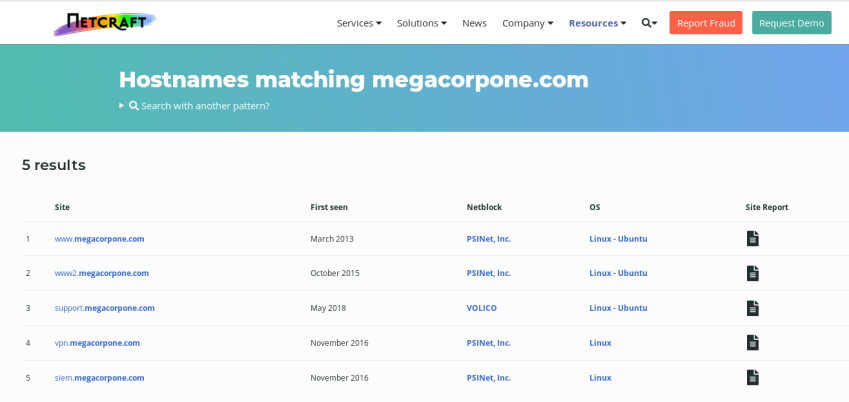 NETCRAFT Services Solutions News Company Resources Report Fraud Request Demo
Hostnames matching megacorpone.com
Search with another pattern?
5 results
Site First seen Netblock OS Site Report
1 www.megacorpone.com March 2013 PSINet, Inc. Linux - Ubuntu
2 www2.megacorpone.com October 2015 PSINet, Inc. Linux - Ubuntu
3 support.megacorpone.com May 2018 VOLICO Linux - Ubuntu
4 vpn.megacorpone.com November 2016 PSINet, Inc. Linux
5 siem.megacorpone.com November 2016 PSINet, Inc. Linux